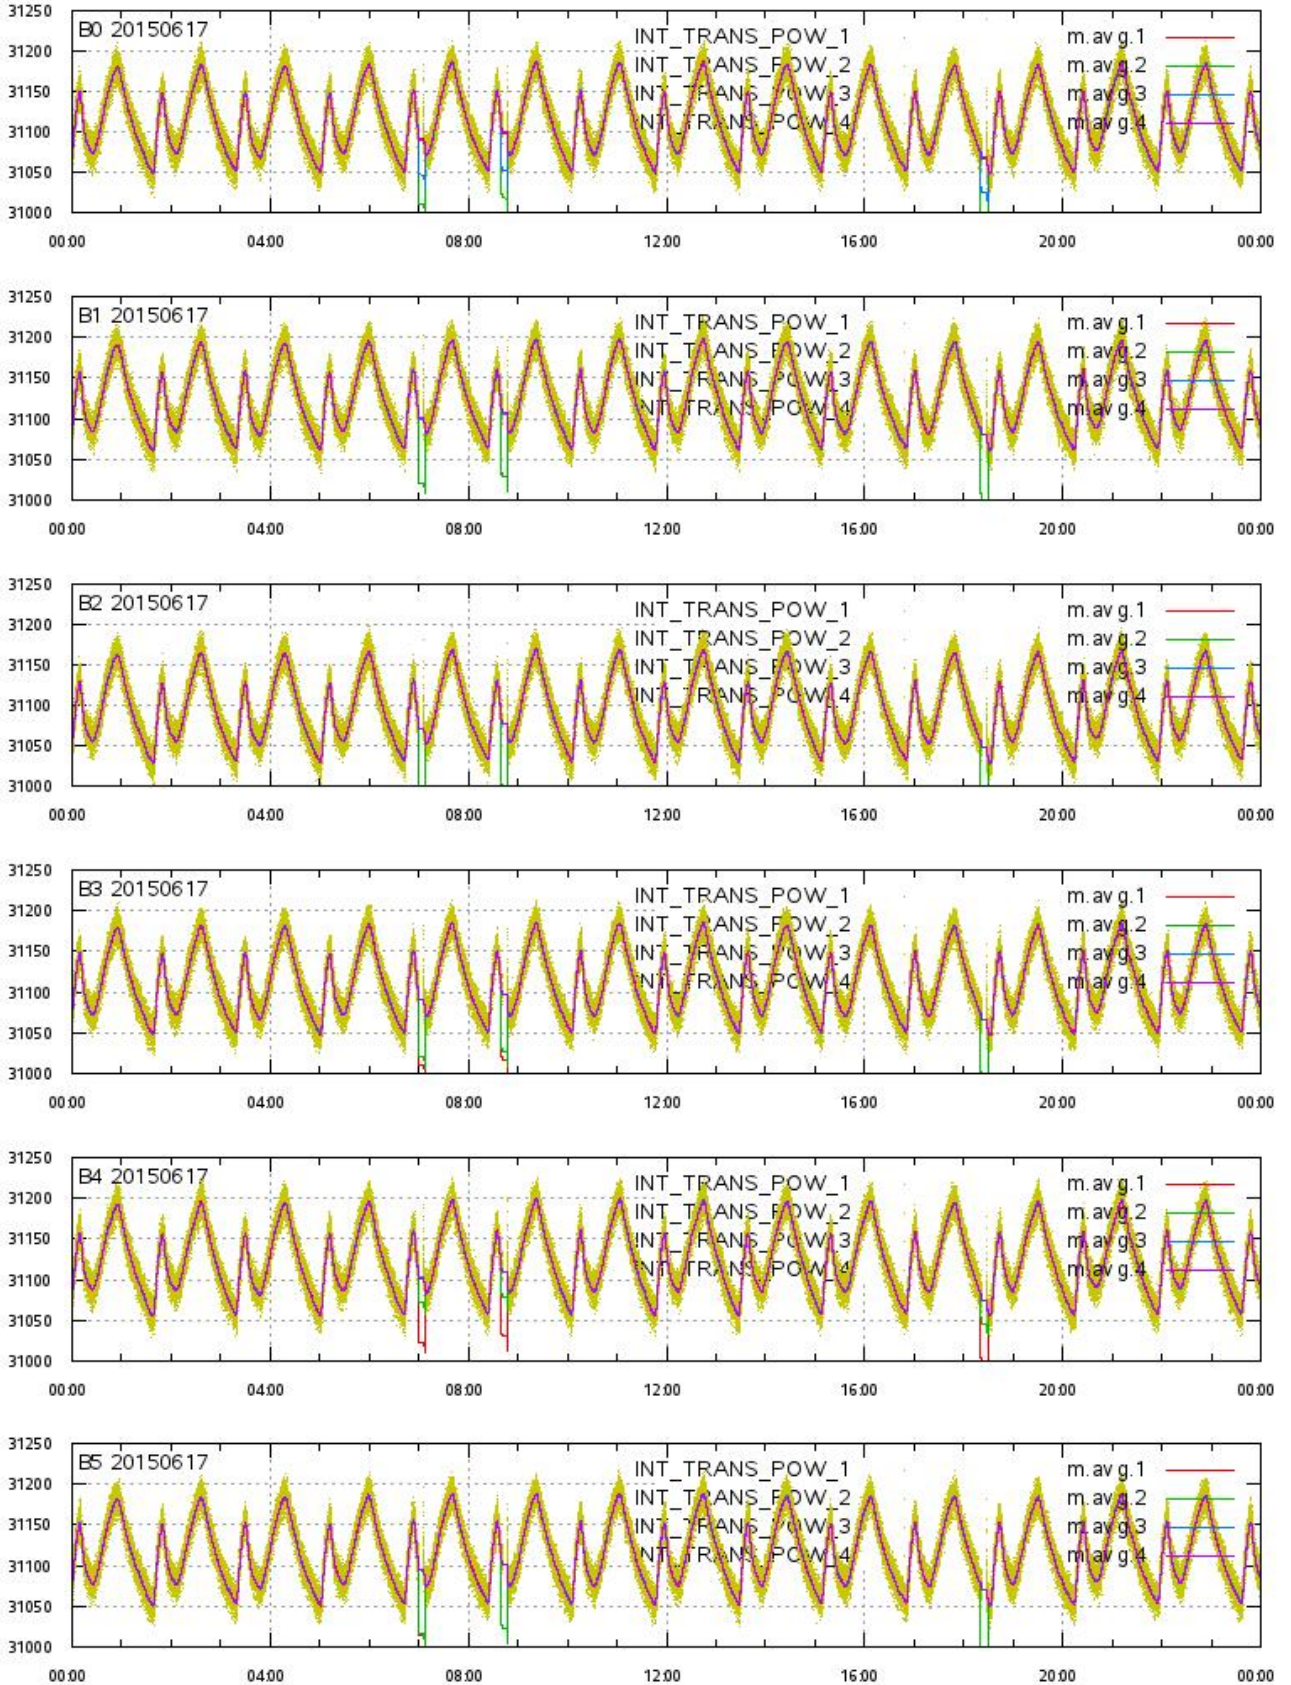 31250
B0 20150617 INT_TRANS_POW_1 m.avg.1
31200
INT_TRANS_POW_2 m.avg.2
31150
INT_TRANS_POW_3 m.avg.3
31100
INT_TRANS_POW_4 m.avg.4
31050
31000
00:00 04:00 08:00 12:00 16:00 20:00 00:00
31250
B1 20150617 INT_TRANS_POW_1 m.avg.1
31200
INT_TRANS_POW_2 m.avg.2
31150
INT_TRANS_POW_3 m.avg.3
31100
INT_TRANS_POW_4 m.avg.4
31050
31000
00:00 04:00 08:00 12:00 16:00 20:00 00:00
31250
B2 20150617 INT_TRANS_POW_1 m.avg.1
31200
INT_TRANS_POW_2 m.avg.2
31150
INT_TRANS_POW_3 m.avg.3
31100
INT_TRANS_POW_4 m.avg.4
31050
31000
00:00 04:00 08:00 12:00 16:00 20:00 00:00
31250
B3 20150617 INT_TRANS_POW_1 m.avg.1
31200
INT_TRANS_POW_2 m.avg.2
31150
INT_TRANS_POW_3 m.avg.3
31100
INT_TRANS_POW_4 m.avg.4
31050
31000
00:00 04:00 08:00 12:00 16:00 20:00 00:00
31250
B4 20150617 INT_TRANS_POW_1 m.avg.1
31200
INT_TRANS_POW_2 m.avg.2
31150
INT_TRANS_POW_3 m.avg.3
31100
INT_TRANS_POW_4 m.avg.4
31050
31000
00:00 04:00 08:00 12:00 16:00 20:00 00:00
31250
B5 20150617 INT_TRANS_POW_1 m.avg.1
31200
INT_TRANS_POW_2 m.avg.2
31150
INT_TRANS_POW_3 m.avg.3
31100
INT_TRANS_POW_4 m.avg.4
31050
31000
00:00 04:00 08:00 12:00 16:00 20:00 00:00